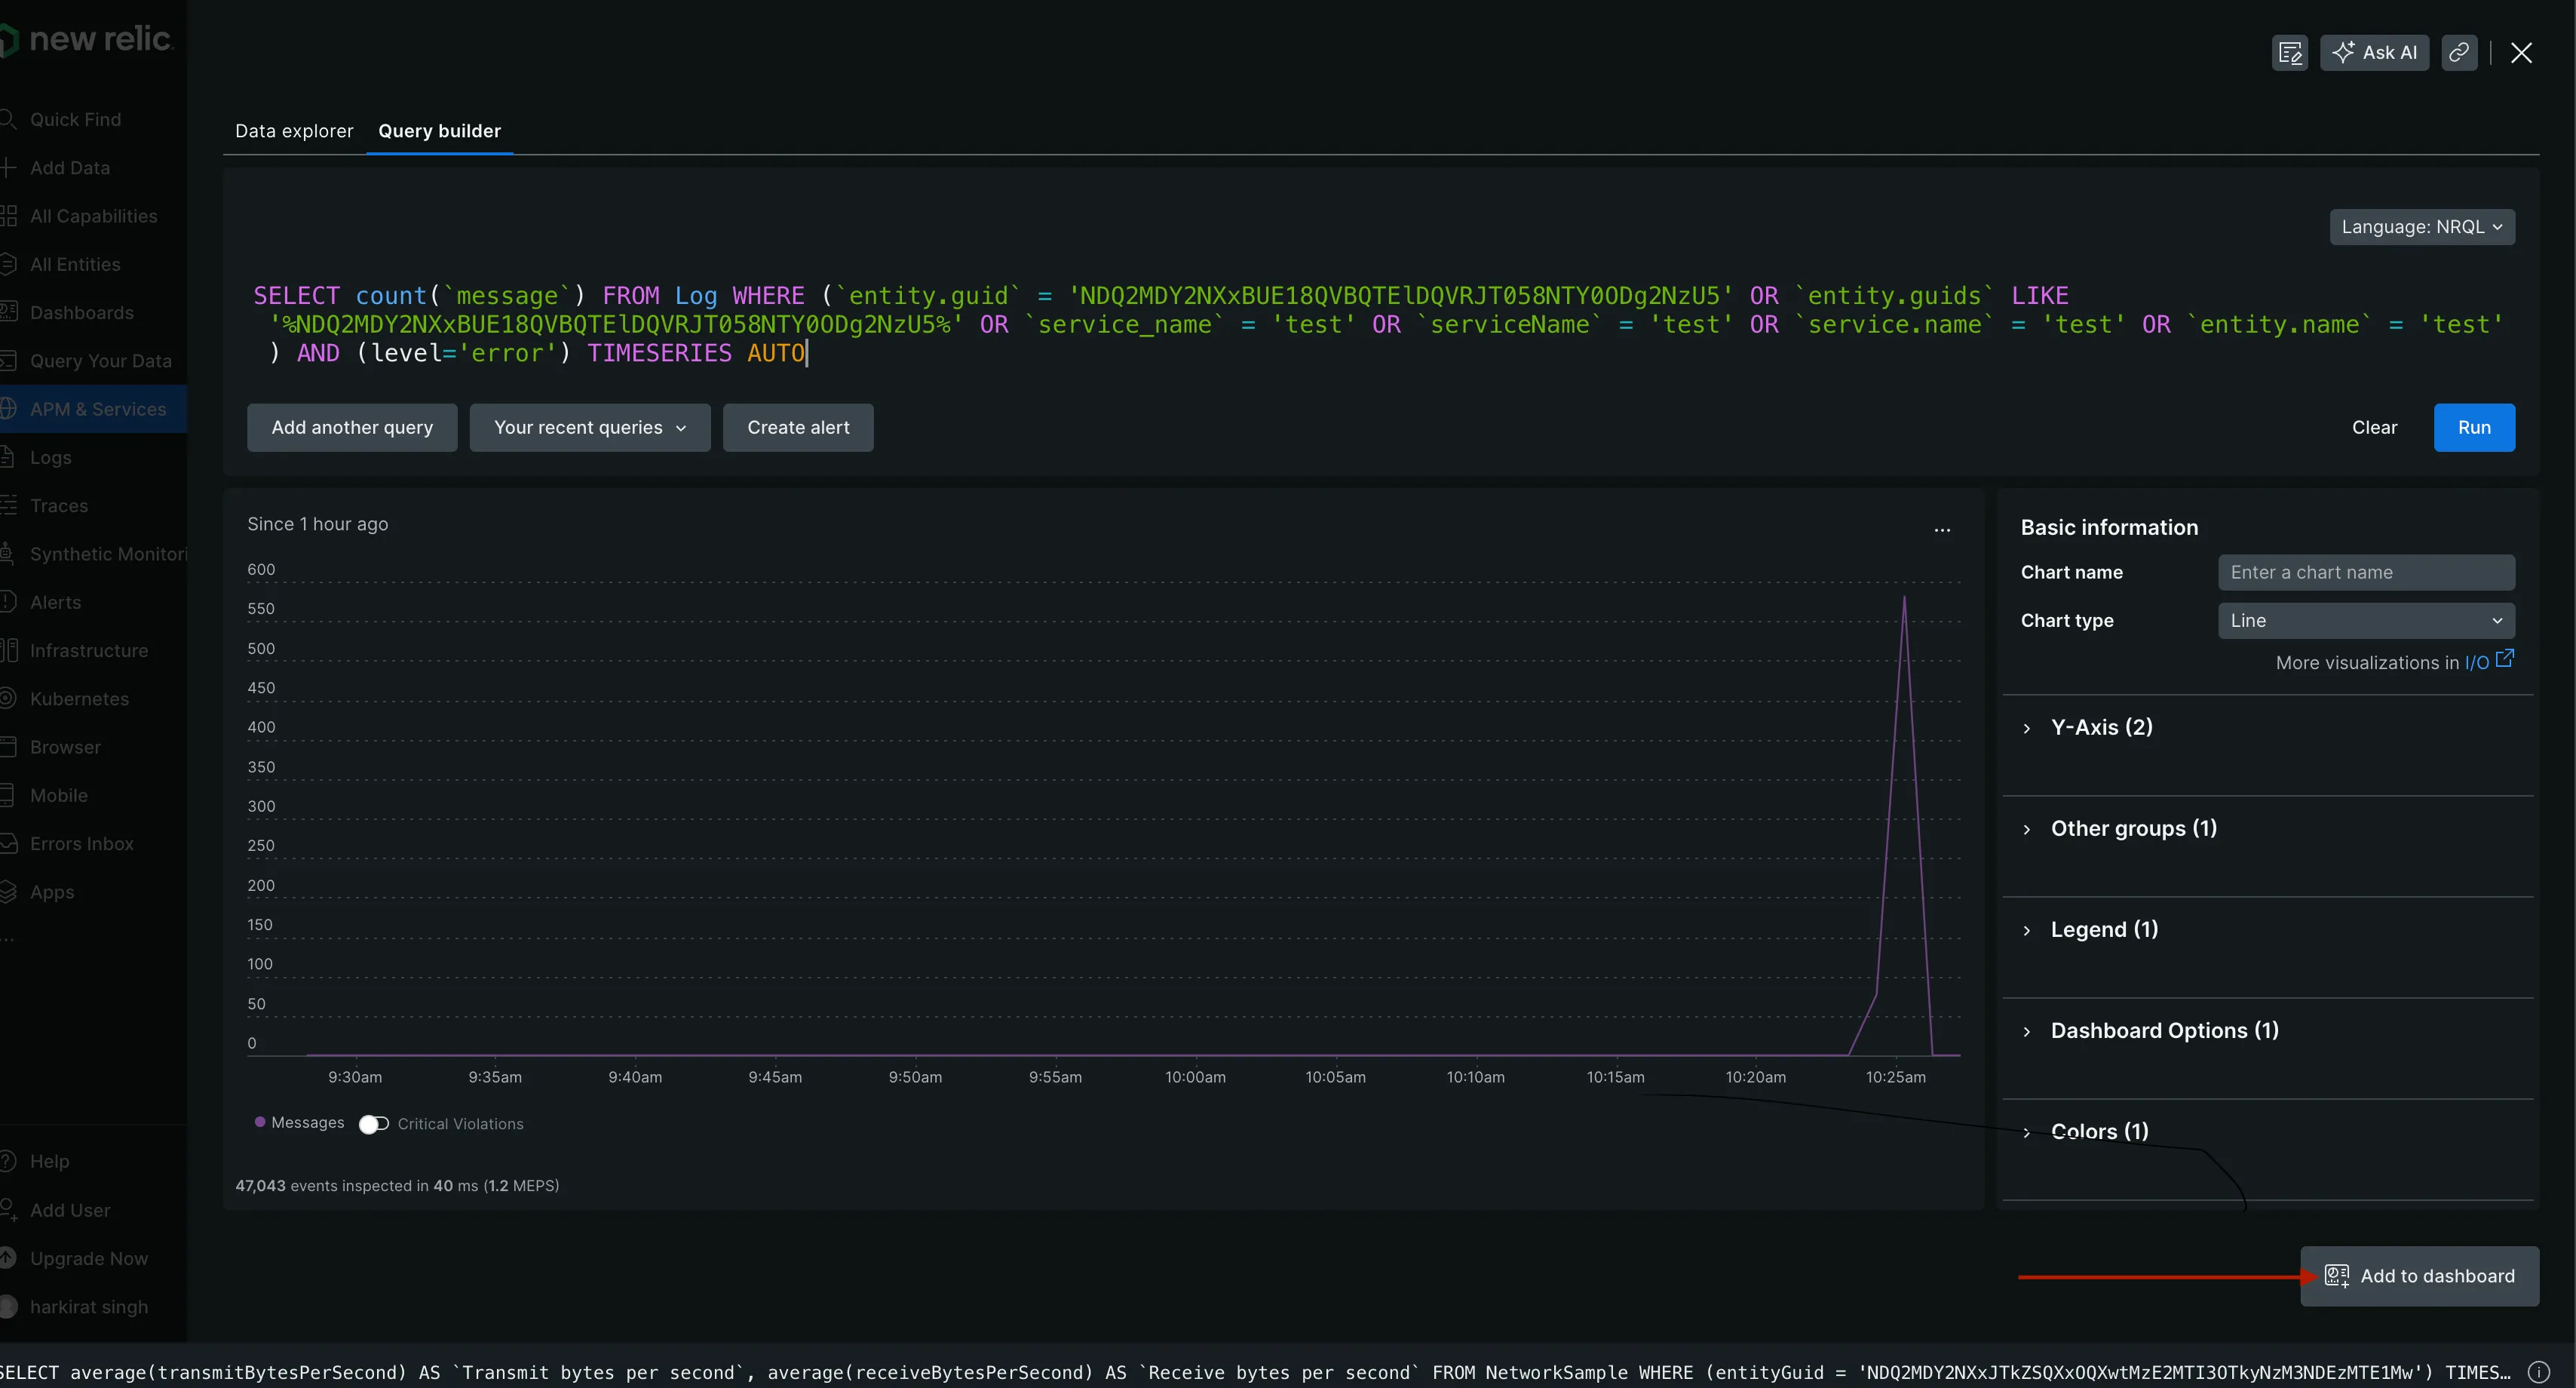 new relic.
Ask AI
Quick Find
Add Data
All Capabilities
All Entities
Dashboards
Query Your Data
APM & Services
Logs
Traces
Synthetic Monitori
Alerts
Infrastructure
Kubernetes
Browser
Mobile
Errors Inbox
Apps
...
Help
Add User
Upgrade Now
harkirat singh
Data explorer Query builder
Language: NRQL
SELECT count(`message`) FROM Log WHERE (`entity.guid` = 'NDQ2MDY2NXxBUE18QVBQTElDQVRJT058NTY0ODg2NzU5' OR `entity.guids` LIKE
'%NDQ2MDY2NXxBUE18QVBQTElDQVRJT058NTY0ODg2NzU5%' OR `service_name` = 'test' OR `serviceName` = 'test' OR `service.name` = 'test' OR `entity.name` = 'test'
) AND (level='error') TIMESERIES AUTO
Add another query Your recent queries Create alert Clear Run
Since 1 hour ago
...
600
550
500
450
400
350
300
250
200
150
100
50
0
9:30am 9:35am 9:40am 9:45am 9:50am 9:55am 10:00am 10:05am 10:10am 10:15am 10:20am 10:25am
Messages Critical Violations
47,043 events inspected in 40 ms (1.2 MEPS)
Basic information
Chart name Enter a chart name
Chart type Line
More visualizations in I/O
Y-Axis (2)
Other groups (1)
Legend (1)
Dashboard Options (1)
Colors (1)
Add to dashboard
SELECT average(transmitBytesPerSecond) AS `Transmit bytes per second`, average(receiveBytesPerSecond) AS `Receive bytes per second` FROM NetworkSample WHERE (entityGuid = 'NDQ2MDY2NXxJTkZSQXxOQXwtMzE2MTI3OTkyNzM3NDEzMTE1Mw') TIMES...